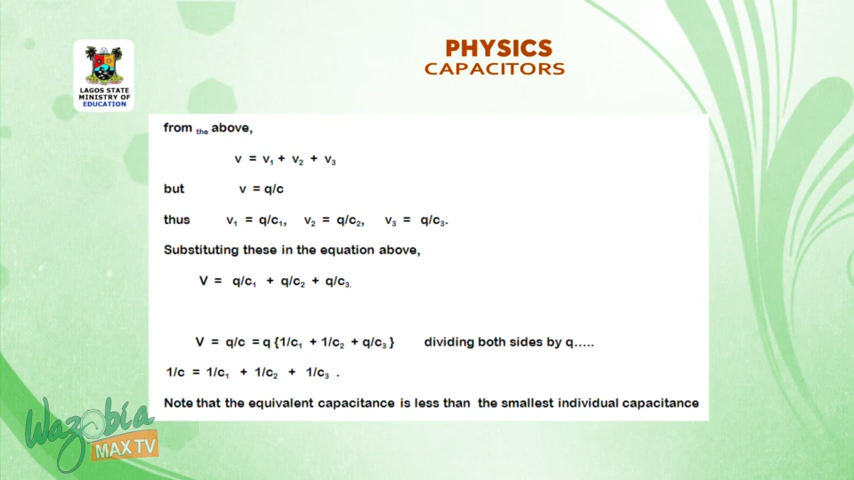 PHYSICS
CAPACITORS
LAGOS STATE
MINISTRY OF
EDUCATION
from the above,
v = v₁ + v₂ + v₃
but v = q/c
thus v₁ = q/c₁, v₂ = q/c₂, v₃ = q/c₃.
Substituting these in the equation above,
V = q/c₁ + q/c₂ + q/c₃.
V = q/c = q {1/c₁ + 1/c₂ + q/c₃ } dividing both sides by q.....
1/c = 1/c₁ + 1/c₂ + 1/c₃ .
Note that the equivalent capacitance is less than the smallest individual capacitance
Wazobia
MAX TV